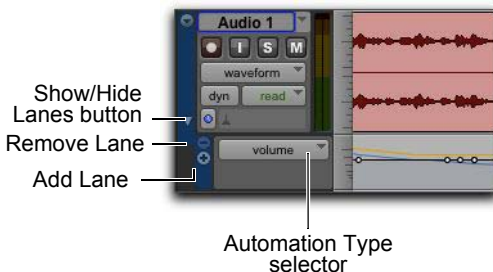 Audio 1
I S M
waveform
dyn read
Show/Hide
Lanes button
Remove Lane
volume
Add Lane
Automation Type
selector